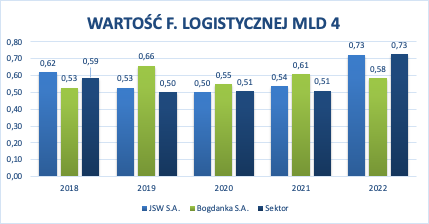 WARTOŚĆ F. LOGISTYCZNEJ MLD 4
0,80
0,70
0,60
0,50
0,40
0,30
0,20
0,10
0,00
0,62 0,53 0,59
0,53 0,66 0,50
0,50 0,55 0,51
0,54 0,61 0,51
0,73 0,58 0,73
2018 2019 2020 2021 2022
JSW S.A. Bogdanka S.A. Sektor